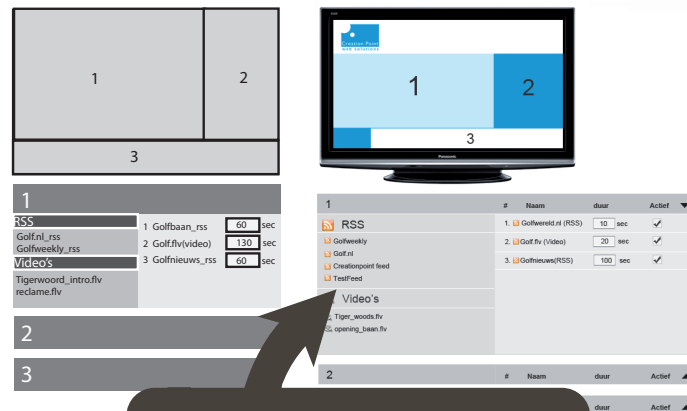 1
2
3
Creation Point
web solutions
1
2
3
Panasonic
1
RSS
Golf.nl_rss
Golfweekly_rss
Video's
Tigerwoord_intro.flv
reclame.flv
1 Golfbaan_rss 60 sec
2 Golf.flv(video) 130 sec
3 Golfnieuws_rss 60 sec
2
3
1
# Naam duur Actief
RSS
Golfweekly
Golf.nl
Creationpoint feed
TestFeed
Video's
Tiger_woods.flv
opening_baan.flv
1. Golfwereld.nl (RSS) 10 sec
2. Golf.flv (Video) 20 sec
3. Golfnieuws(RSS) 100 sec
2
# Naam duur Actief
duur Actief